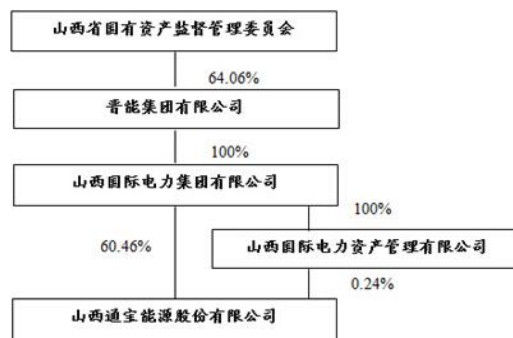 山西省国有资产监督管理委员会
64.06%
晋能集团有限公司
100%
山西国际电力集团有限公司
100%
60.46%
山西国际电力资产管理有限公司
0.24%
山西通宝能源股份有限公司